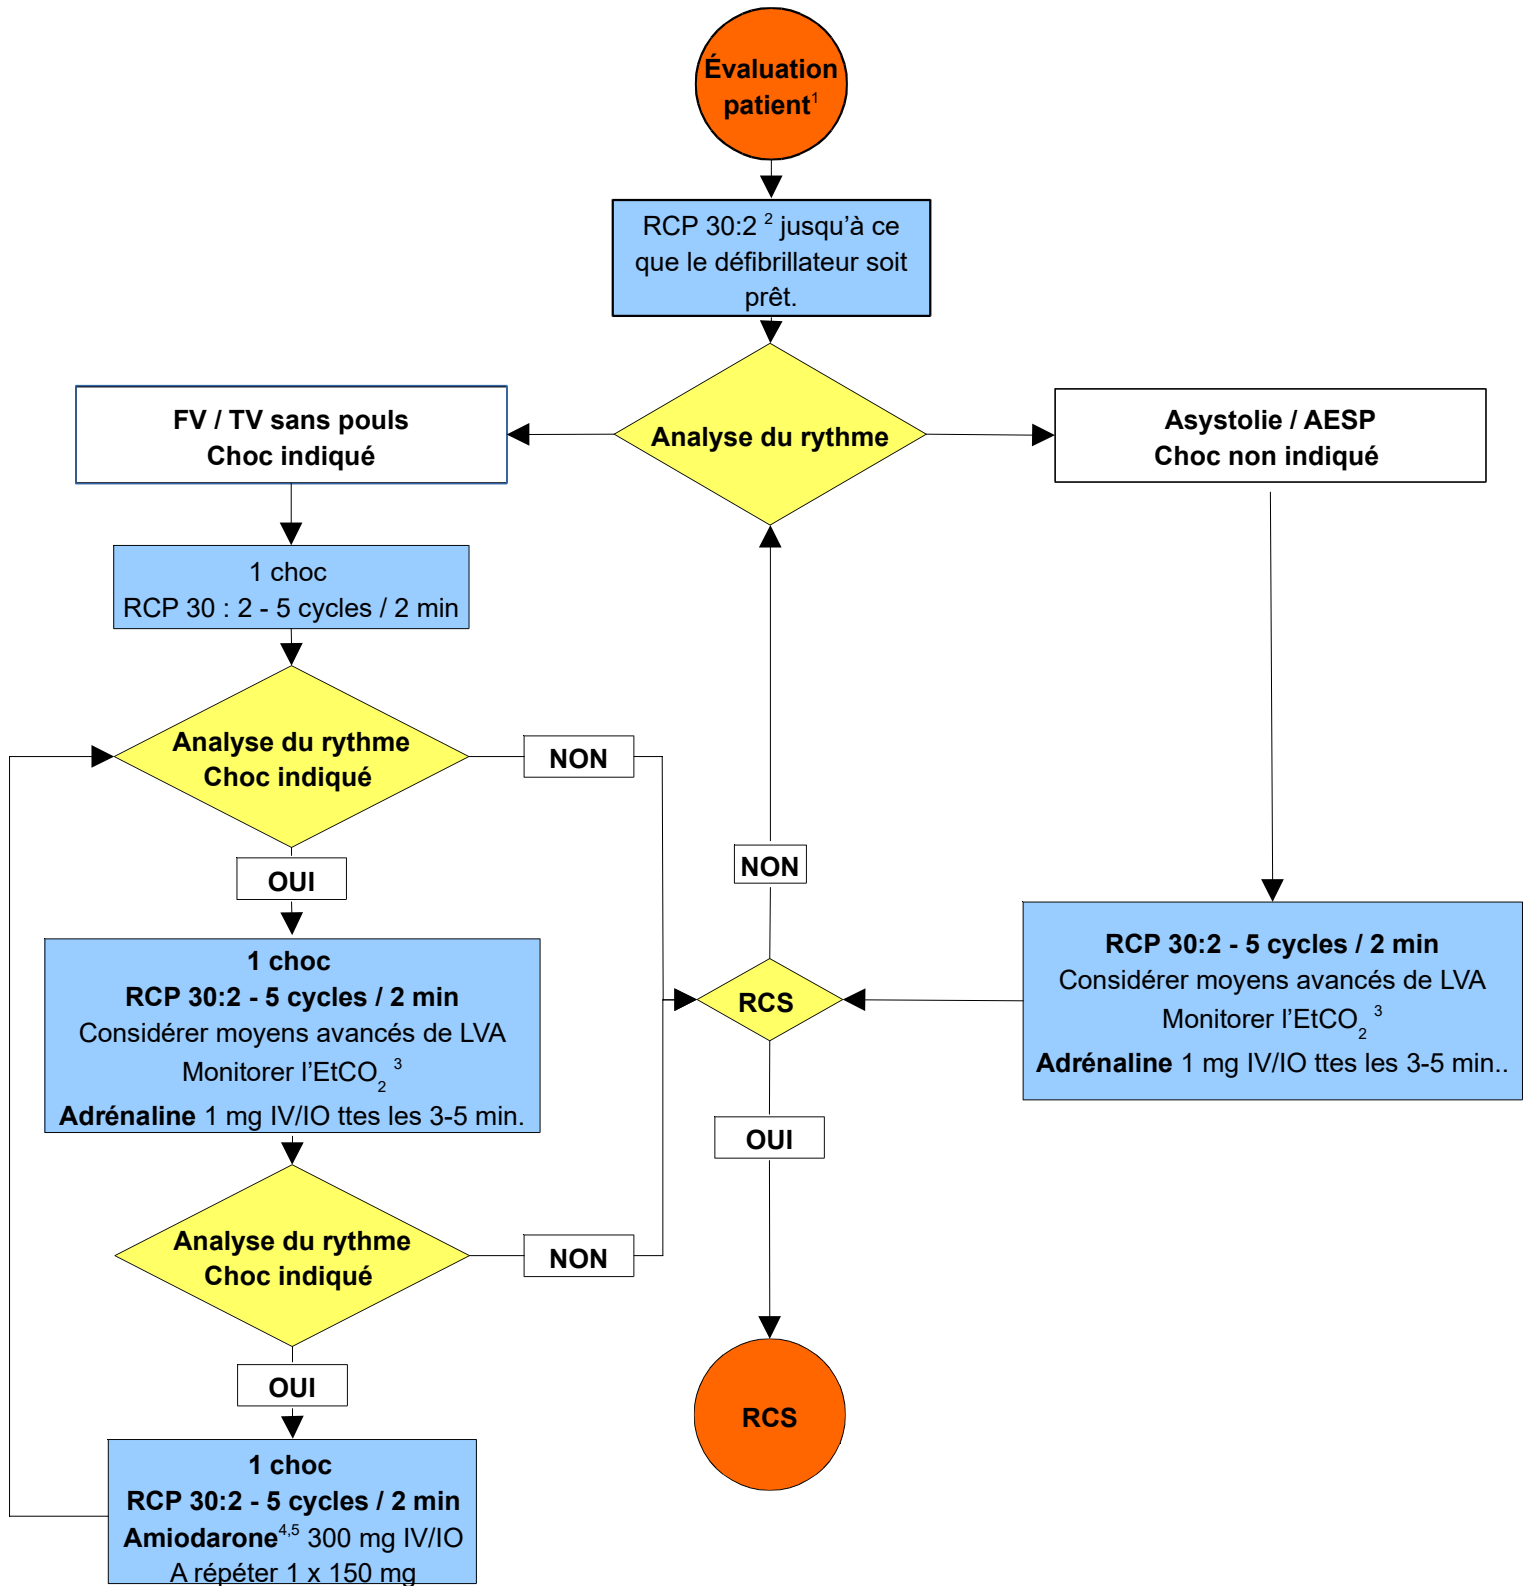 Évaluation
patient¹
RCP 30:2 ² jusqu’à ce
que le défibrillateur soit
prêt.
Analyse du rythme
FV / TV sans pouls
Choc indiqué
Asystolie / AESP
Choc non indiqué
1 choc
RCP 30 : 2 - 5 cycles / 2 min
Analyse du rythme
Choc indiqué
NON
OUI
1 choc
RCP 30:2 - 5 cycles / 2 min
Considérer moyens avancés de LVA
Monitorer l’EtCO₂ ³
Adrénaline 1 mg IV/IO ttes les 3-5 min.
Analyse du rythme
Choc indiqué
NON
OUI
1 choc
RCP 30:2 - 5 cycles / 2 min
Amiodarone⁴,⁵ 300 mg IV/IO
A répéter 1 x 150 mg
NON
RCS
OUI
RCS
RCP 30:2 - 5 cycles / 2 min
Considérer moyens avancés de LVA
Monitorer l’EtCO₂ ³
Adrénaline 1 mg IV/IO ttes les 3-5 min..